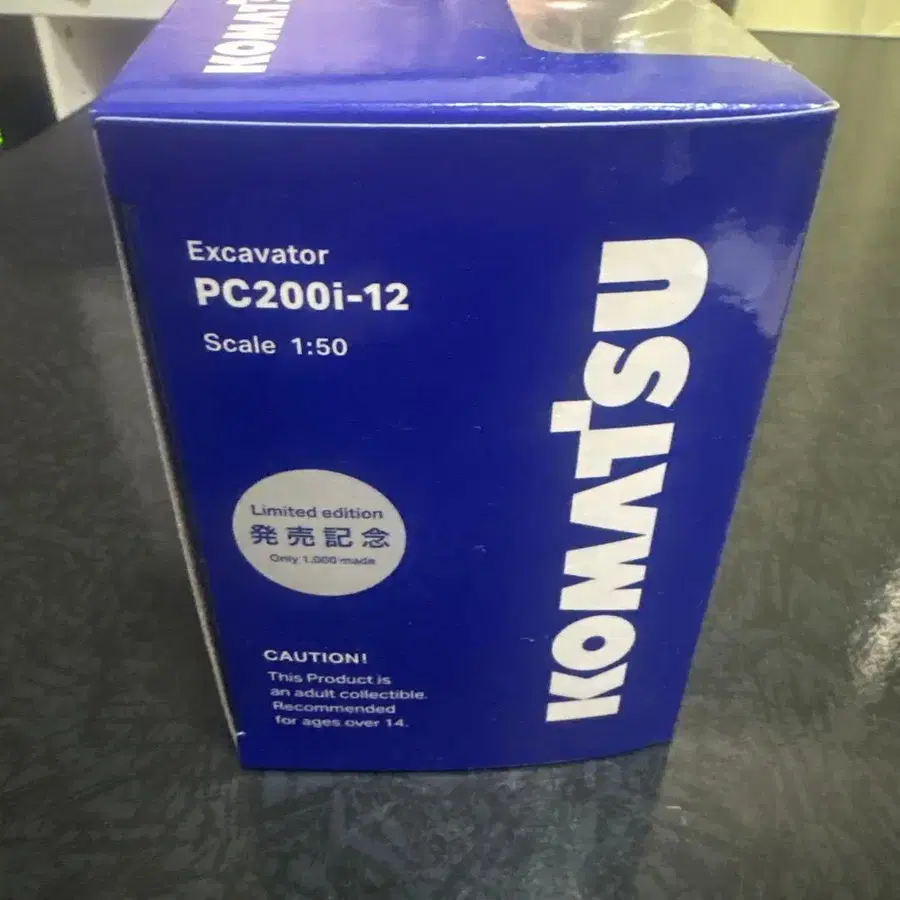 KOMATSU
Excavator
PC200i-12
Scale 1:50
KOMATSU
Limited edition
発売記念
Only 1,000 made
CAUTION!
This Product is
an adult collectible.
Recommended
for ages over 14.